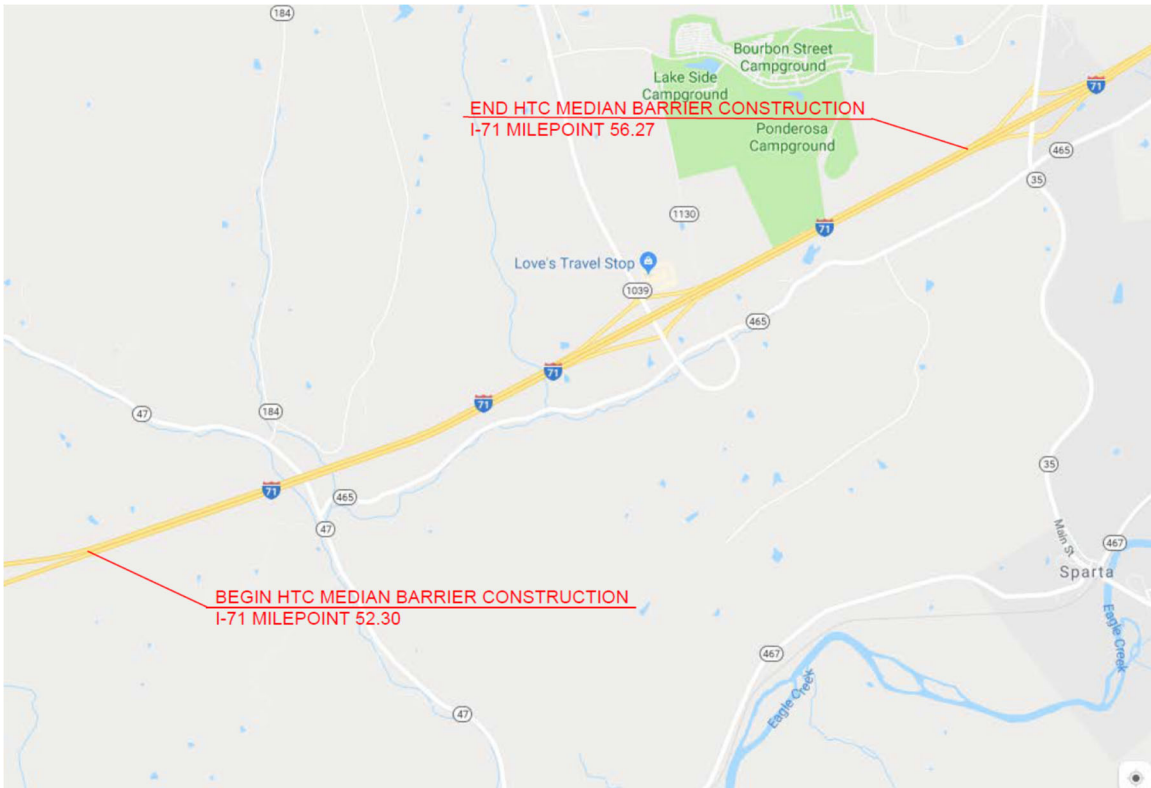 184
Bourbon Street
Campground
71
Lake Side
Campground
END HTC MEDIAN BARRIER CONSTRUCTION
I-71 MILEPOINT 56.27
Ponderosa
Campground
465
35
1130
71
Love's Travel Stop
1039
465
71
71
47
184
71
465
47
35
Main St
467
Sparta
BEGIN HTC MEDIAN BARRIER CONSTRUCTION
I-71 MILEPOINT 52.30
Eagle Creek
467
Eagle Creek
47